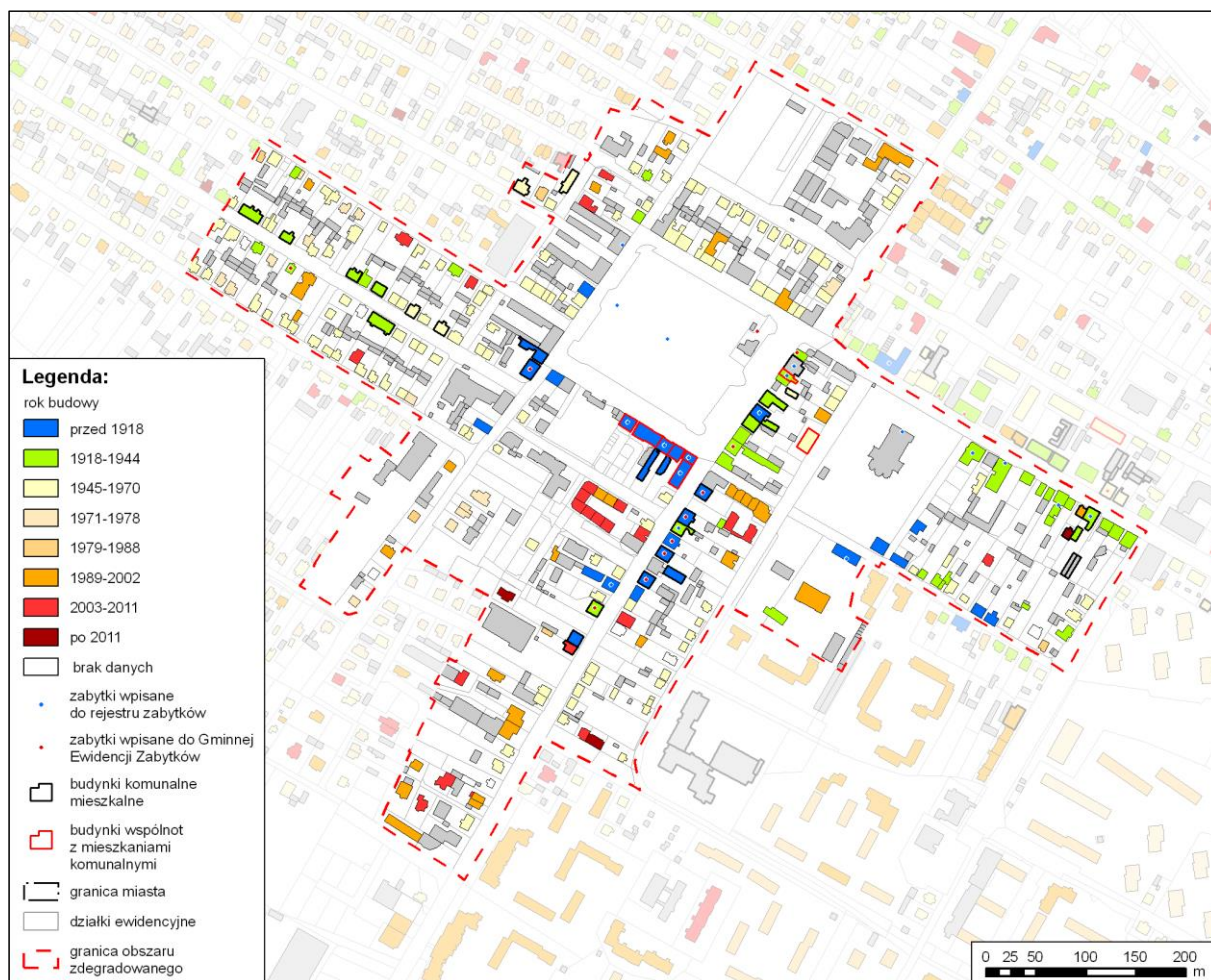 Legenda:
rok budowy
przed 1918
1918-1944
1945-1970
1971-1978
1979-1988
1989-2002
2003-2011
po 2011
brak danych
zabytki wpisane
do rejestru zabytków
zabytki wpisane do Gminnej
Ewidencji Zabytków
budynki komunalne
mieszkalne
budynki wspólnot
z mieszkaniami
komunalnymi
granica miasta
działki ewidencyjne
granica obszaru
zdegradowanego
0 25 50 100 150 200
m